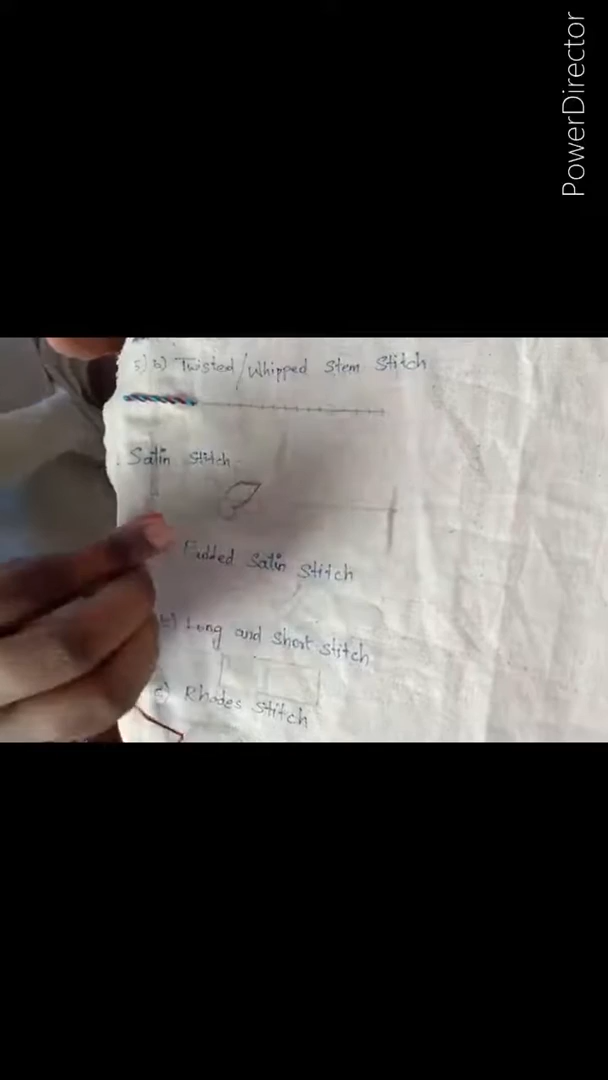 PowerDirector
5) b) Twisted/Whipped Stem Stitch
Satin stitch
Padded Satin Stitch
b) Long and Short stitch
c) Rhodes Stitch